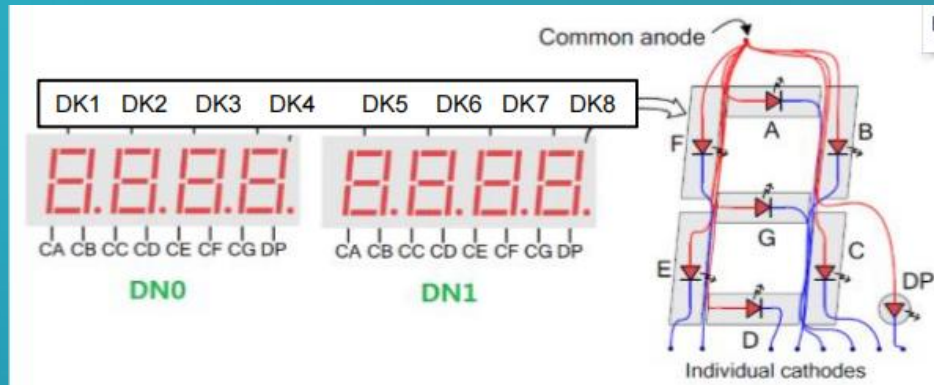 Common anode
DK1 DK2 DK3 DK4 DK5 DK6 DK7 DK8
A
F
B
G
E
C
DP
D
CA CB CC CD CE CF CG DP
CA CB CC CD CE CF CG DP
DN0
DN1
Individual cathodes